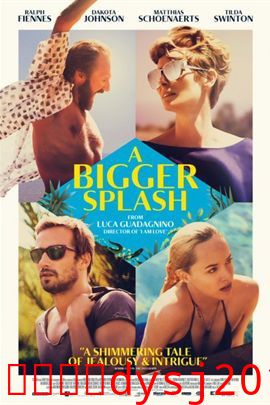 RALPH FIENNES
DAKOTA JOHNSON
MATTHIAS SCHOENAERTS
TILDA SWINTON
A
BIGGER
SPLASH
FROM
LUCA GUADAGNINO
DIRECTOR OF 'I AM LOVE'
"A SHIMMERING TALE
OF JEALOUSY & INTRIGUE"
dysj201